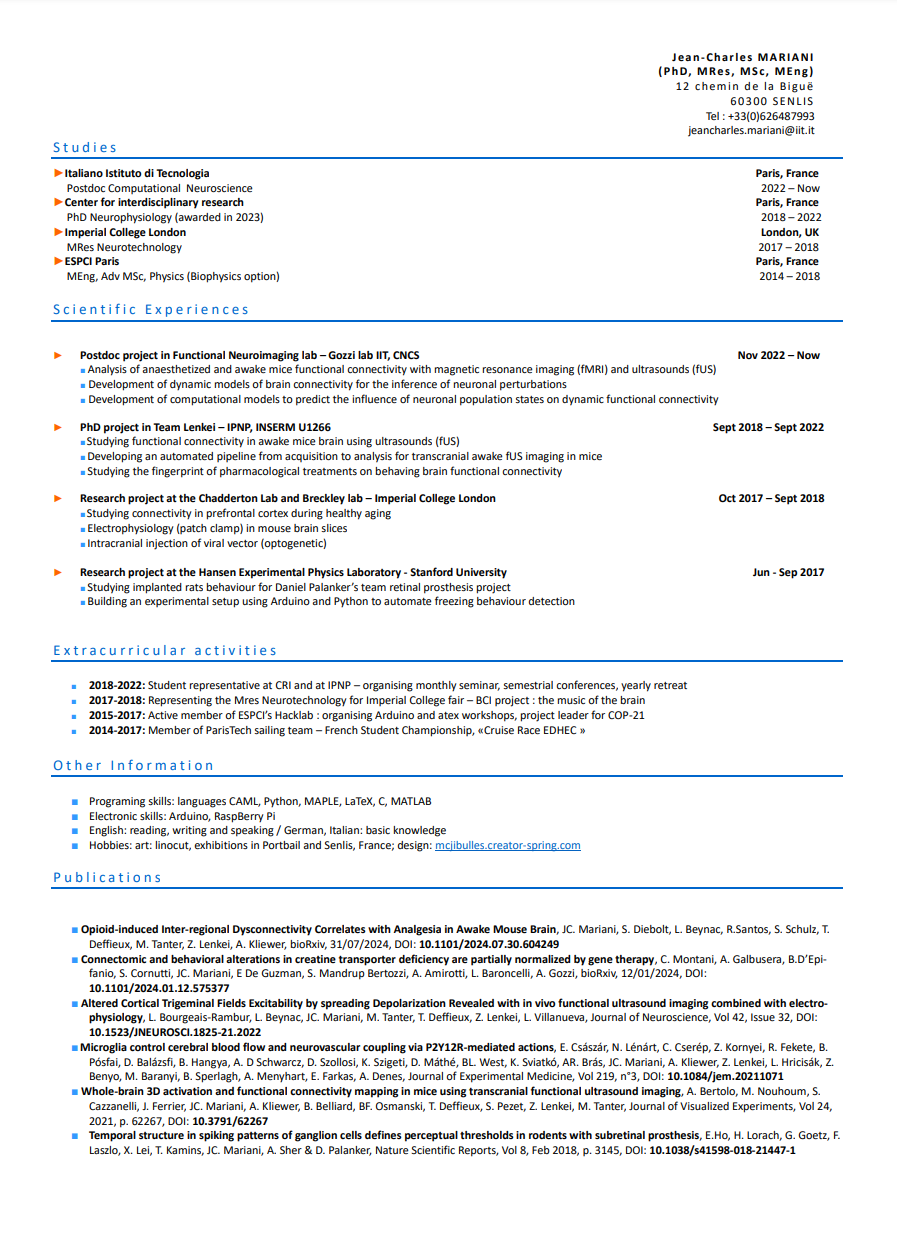 Jean-Charles MARIANI
(PhD, MRes, MSc, MEng)
12 chemin de la Biguë
60300 SENLIS
Tel : +33(0)626487993
jeancharles.mariani@iit.it
Studies
►Italiano Istituto di Tecnologia Paris, France
Postdoc Computational Neuroscience 2022 – Now
►Center for interdisciplinary research Paris, France
PhD Neurophysiology (awarded in 2023) 2018 – 2022
►Imperial College London London, UK
MRes Neurotechnology 2017 – 2018
►ESPCI Paris Paris, France
MEng, Adv MSc, Physics (Biophysics option) 2014 – 2018
Scientific Experiences
► Postdoc project in Functional Neuroimaging lab – Gozzi lab IIT, CNCS Nov 2022 – Now
▪ Analysis of anaesthetized and awake mice functional connectivity with magnetic resonance imaging (fMRI) and ultrasounds (fUS)
▪ Development of dynamic models of brain connectivity for the inference of neuronal perturbations
▪ Development of computational models to predict the influence of neuronal population states on dynamic functional connectivity
► PhD project in Team Lenkei – IPNP, INSERM U1266 Sept 2018 – Sept 2022
▪ Studying functional connectivity in awake mice brain using ultrasounds (fUS)
▪ Developing an automated pipeline from acquisition to analysis for transcranial awake fUS imaging in mice
▪ Studying the fingerprint of pharmacological treatments on behaving brain functional connectivity
► Research project at the Chadderton Lab and Breckley lab – Imperial College London Oct 2017 – Sept 2018
▪ Studying connectivity in prefrontal cortex during healthy aging
▪ Electrophysiology (patch clamp) in mouse brain slices
▪ Intracranial injection of viral vector (optogenetic)
► Research project at the Hansen Experimental Physics Laboratory - Stanford University Jun - Sep 2017
▪ Studying implanted rats behaviour for Daniel Palanker’s team retinal prosthesis project
▪ Building an experimental setup using Arduino and Python to automate freezing behaviour detection
Extracurricular activities
▪ 2018-2022: Student representative at CRI and at IPNP – organising monthly seminar, semestrial conferences, yearly retreat
▪ 2017-2018: Representing the Mres Neurotechnology for Imperial College fair – BCI project : the music of the brain
▪ 2015-2017: Active member of ESPCI’s Hacklab : organising Arduino and atex workshops, project leader for COP-21
▪ 2014-2017: Member of ParisTech sailing team – French Student Championship, «Cruise Race EDHEC »
Other Information
▪ Programing skills: languages CAML, Python, MAPLE, LaTeX, C, MATLAB
▪ Electronic skills: Arduino, RaspBerry Pi
▪ English: reading, writing and speaking / German, Italian: basic knowledge
▪ Hobbies: art: linocut, exhibitions in Portbail and Senlis, France; design: mcjibulles.creator-spring.com
Publications
▪ Opioid-induced Inter-regional Dysconnectivity Correlates with Analgesia in Awake Mouse Brain, JC. Mariani, S. Diebolt, L. Beynac, R.Santos, S. Schulz, T.
Deffieux, M. Tanter, Z. Lenkei, A. Kliewer, bioRxiv, 31/07/2024, DOI: 10.1101/2024.07.30.604249
▪ Connectomic and behavioral alterations in creatine transporter deficiency are partially normalized by gene therapy, C. Montani, A. Galbusera, B.D’Epi-
fanio, S. Cornutti, JC. Mariani, E De Guzman, S. Mandrup Bertozzi, A. Amirotti, L. Baroncelli, A. Gozzi, bioRxiv, 12/01/2024, DOI:
10.1101/2024.01.12.575377
▪ Altered Cortical Trigeminal Fields Excitability by spreading Depolarization Revealed with in vivo functional ultrasound imaging combined with electro-
physiology, L. Bourgeais-Rambur, L. Beynac, JC. Mariani, M. Tanter, T. Deffieux, Z. Lenkei, L. Villanueva, Journal of Neuroscience, Vol 42, Issue 32, DOI:
10.1523/JNEUROSCI.1825-21.2022
▪ Microglia control cerebral blood flow and neurovascular coupling via P2Y12R-mediated actions, E. Császár, N. Lénárt, C. Cserép, Z. Kornyei, R. Fekete, B.
Pósfai, D. Balázsfi, B. Hangya, A. D Schwarcz, D. Szollosi, K. Szigeti, D. Máthé, BL. West, K. Sviatkó, AR. Brás, JC. Mariani, A. Kliewer, Z. Lenkei, L. Hricisák, Z.
Benyo, M. Baranyi, B. Sperlagh, A. Menyhart, E. Farkas, A. Denes, Journal of Experimental Medicine, Vol 219, n°3, DOI: 10.1084/jem.20211071
▪ Whole-brain 3D activation and functional connectivity mapping in mice using transcranial functional ultrasound imaging, A. Bertolo, M. Nouhoum, S.
Cazzanelli, J. Ferrier, JC. Mariani, A. Kliewer, B. Belliard, BF. Osmanski, T. Deffieux, S. Pezet, Z. Lenkei, M. Tanter, Journal of Visualized Experiments, Vol 24,
2021, p. 62267, DOI: 10.3791/62267
▪ Temporal structure in spiking patterns of ganglion cells defines perceptual thresholds in rodents with subretinal prosthesis, E.Ho, H. Lorach, G. Goetz, F.
Laszlo, X. Lei, T. Kamins, JC. Mariani, A. Sher & D. Palanker, Nature Scientific Reports, Vol 8, Feb 2018, p. 3145, DOI: 10.1038/s41598-018-21447-1